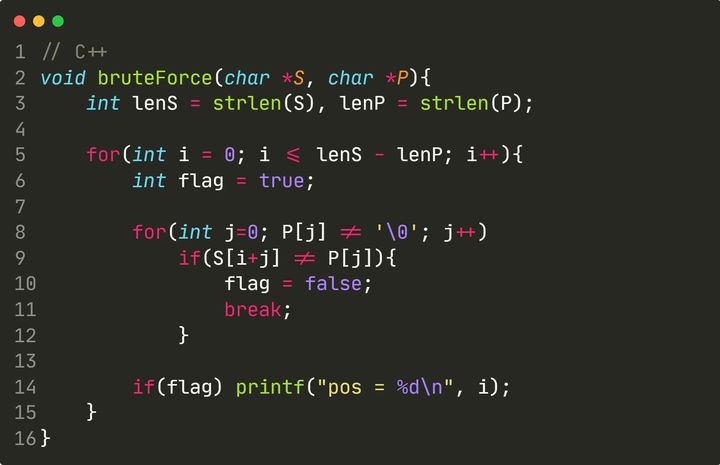 1 // C++
2 void bruteForce(char *S, char *P){
3     int lenS = strlen(S), lenP = strlen(P);
4
5     for(int i = 0; i <= lenS - lenP; i++){
6         int flag = true;
7
8         for(int j=0; P[j] != '\0'; j++)
9             if(S[i+j] != P[j]){
10                 flag = false;
11                 break;
12             }
13
14         if(flag) printf("pos = %d\n", i);
15     }
16 }